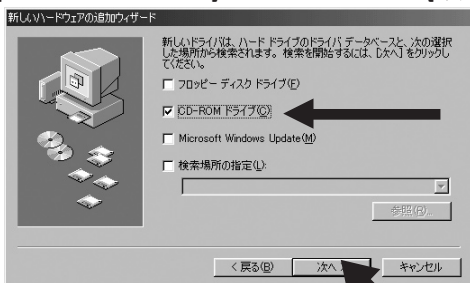 新しいハードウェアの追加ウィザード
新しいドライバは、ハード ドライブのドライバ データベースと、次の選択
した場所から検索されます。検索を開始するには、[次へ] をクリックし
てください。
フロッピー ディスク ドライブ(F)
CD-ROM ドライブ(C)
Microsoft Windows Update(M)
検索場所の指定(L):
参照(R)...
< 戻る(B)
次へ
キャンセル